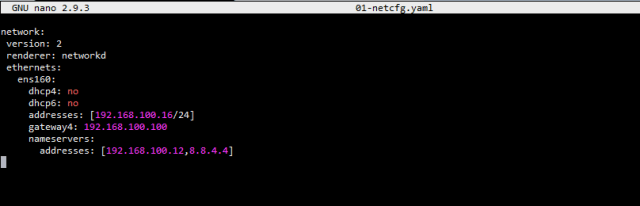 GNU nano 2.9.3 01-netcfg.yaml
network:
 version: 2
 renderer: networkd
 ethernets:
   ens160:
     dhcp4: no
     dhcp6: no
     addresses: [192.168.100.16/24]
     gateway4: 192.168.100.100
     nameservers:
       addresses: [192.168.100.12,8.8.4.4]